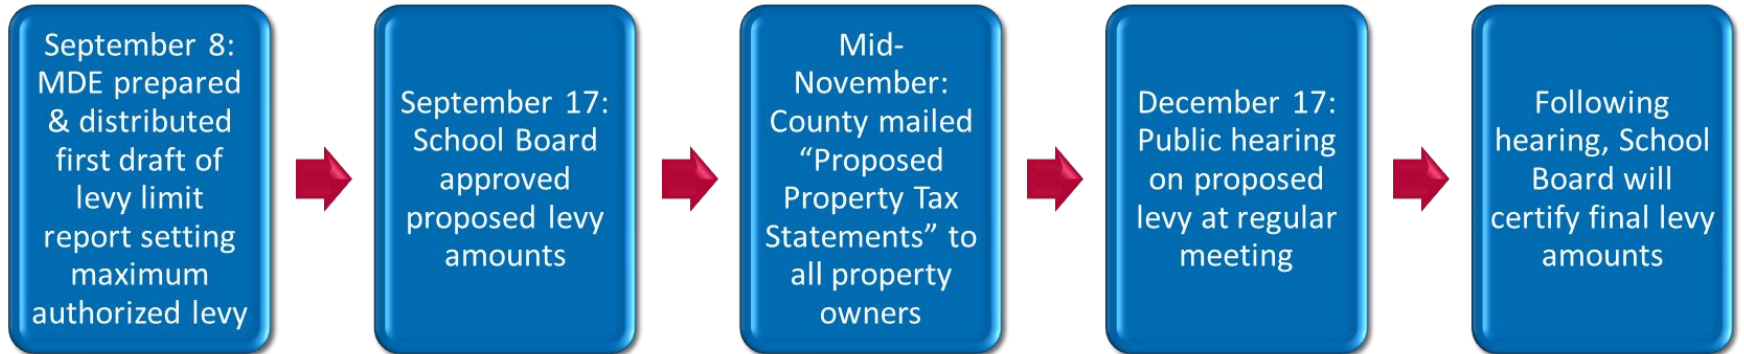 September 8:
MDE prepared
& distributed
first draft of
levy limit
report setting
maximum
authorized levy
September 17:
School Board
approved
proposed levy
amounts
Mid-
November:
County mailed
“Proposed
Property Tax
Statements” to
all property
owners
December 17:
Public hearing
on proposed
levy at regular
meeting
Following
hearing, School
Board will
certify final levy
amounts